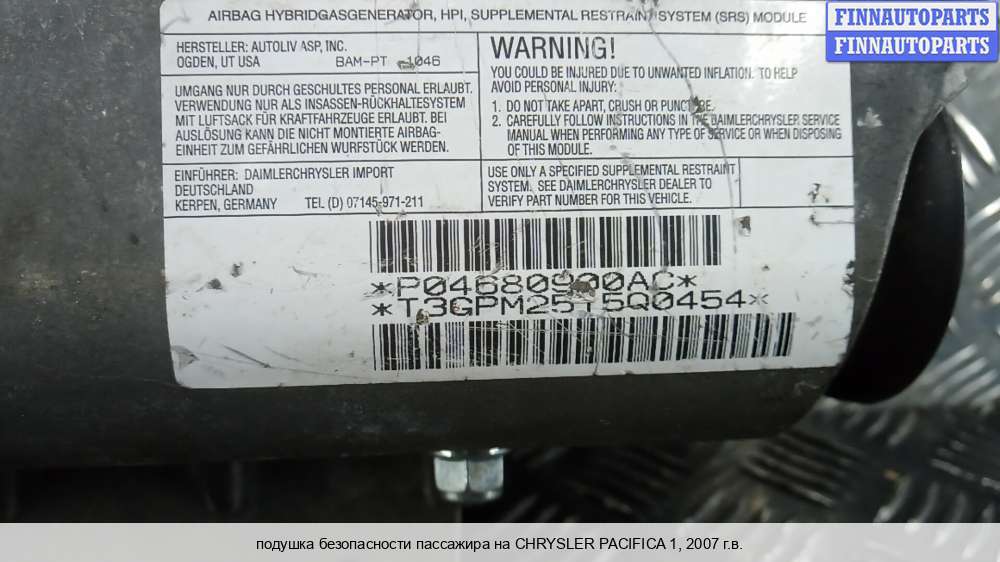 AIRBAG HYBRIDGASGENERATOR, HPI, SUPPLEMENTAL RESTRAINT SYSTEM (SRS) MODULE
FINNAUTOPARTS
FINNAUTOPARTS
HERSTELLER: AUTOLIV ASP, INC.
OGDEN, UT USA BAM-PT -1046
UMGANG NUR DURCH GESCHULTES PERSONAL ERLAUBT.
VERWENDUNG NUR ALS INSASSEN-RÜCKHALTESYSTEM
MIT LUFTSACK FÜR KRAFTFAHRZEUGE ERLAUBT. BEI
AUSLÖSUNG KANN DIE NICHT MONTIERTE AIRBAG-
EINHEIT ZUM GEFÄHRLICHEN WURFSTÜCK WERDEN.
EINFÜHRER: DAIMLERCHRYSLER IMPORT
DEUTSCHLAND
KERPEN, GERMANY TEL (D) 07145-971-211
WARNING!
YOU COULD BE INJURED DUE TO UNWANTED INFLATION. TO HELP
AVOID PERSONAL INJURY:
1. DO NOT TAKE APART, CRUSH OR PUNCTURE.
2. CAREFULLY FOLLOW INSTRUCTIONS IN THE DAIMLERCHRYSLER SERVICE
MANUAL WHEN PERFORMING ANY TYPE OF SERVICE OR WHEN DISPOSING
OF THIS MODULE.
USE ONLY A SPECIFIED SUPPLEMENTAL RESTRAINT
SYSTEM. SEE DAIMLERCHRYSLER DEALER TO
VERIFY PART NUMBER FOR THIS VEHICLE.
*P04680900AC*
*T3GPM2515Q0454*
подушка безопасности пассажира на CHRYSLER PACIFICA 1, 2007 г.в.